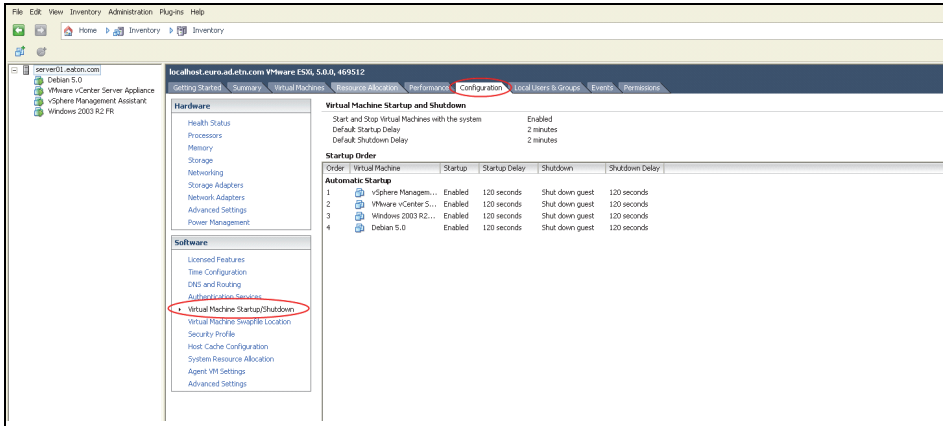 File Edit View Inventory Administration Plug-ins Help
Home Inventory Inventory
server01.eaton.com
Debian 5.0
VMware vCenter Server Appliance
vSphere Management Assistant
Windows 2003 R2 FR
localhost.euro.ad.etn.com VMware ESXi, 5.0.0, 469512
Getting Started Summary Virtual Machines Resource Allocation Performance Configuration Local Users & Groups Events Permissions
Hardware
Health Status
Processors
Memory
Storage
Networking
Storage Adapters
Network Adapters
Advanced Settings
Power Management
Software
Licensed Features
Time Configuration
DNS and Routing
Authentication Services
Virtual Machine Startup/Shutdown
Virtual Machine Swapfile Location
Security Profile
Host Cache Configuration
System Resource Allocation
Agent VM Settings
Advanced Settings
Virtual Machine Startup and Shutdown
Start and Stop Virtual Machines with the system Enabled
Default Startup Delay 2 minutes
Default Shutdown Delay 2 minutes
Startup Order
Order Virtual Machine Startup Startup Delay Shutdown Shutdown Delay
Automatic Startup
1 vSphere Managem... Enabled 120 seconds Shut down guest 120 seconds
2 VMware vCenter S... Enabled 120 seconds Shut down guest 120 seconds
3 Windows 2003 R2... Enabled 120 seconds Shut down guest 120 seconds
4 Debian 5.0 Enabled 120 seconds Shut down guest 120 seconds